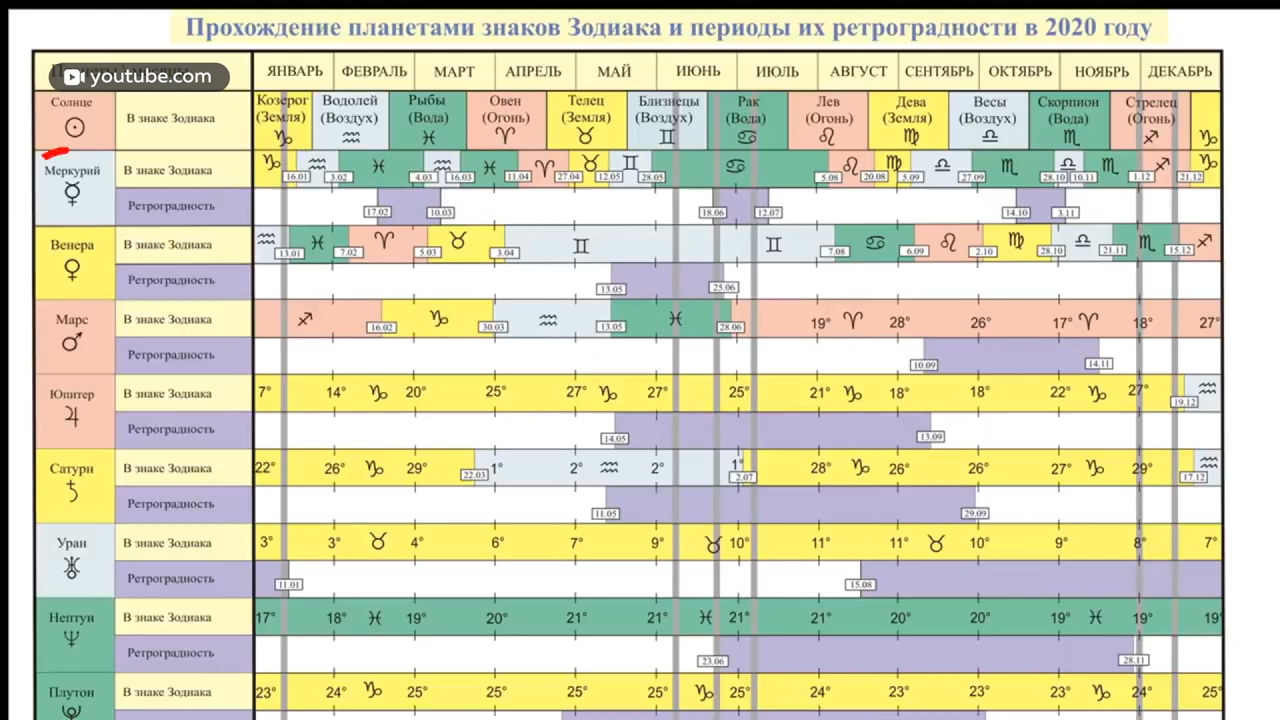 Прохождение планетами знаков Зодиака и периоды их ретроградности в 2020 году
youtube.com
ЯНВАРЬ ФЕВРАЛЬ МАРТ АПРЕЛЬ МАЙ ИЮНЬ ИЮЛЬ АВГУСТ СЕНТЯБРЬ ОКТЯБРЬ НОЯБРЬ ДЕКАБРЬ
Солнце
В знаке Зодиака
Козерог Водолей Рыбы Овен Телец Близнецы Рак Лев Дева Весы Скорпион Стрелец
(Земля) (Воздух) (Вода) (Огонь) (Земля) (Воздух) (Вода) (Огонь) (Земля) (Воздух) (Вода) (Огонь)
☉ ♑ ♒ ♓ ♈ ♉ ♊ ♋ ♌ ♍ ♎ ♏ ♐ ♑
Меркурий
В знаке Зодиака ♑ ♒ ♓ ♒ ♓ ♈ ♉ ♊ ♋ ♌ ♍ ♎ ♏ ♎ ♏ ♐ ♑
16.01 3.02 4.03 16.03 11.04 27.04 12.05 28.05 5.08 20.08 5.09 27.09 28.10 10.11 1.12 21.12
☿
Ретроградность
17.02 10.03 18.06 12.07 14.10 3.11
Венера
В знаке Зодиака ♒ ♓ ♈ ♉ ♊ ♊ ♋ ♌ ♍ ♎ ♏ ♐
13.01 7.02 5.03 3.04 7.08 6.09 2.10 28.10 21.11 15.12
♀
Ретроградность
13.05 25.06
Марс
В знаке Зодиака ♐ ♑ ♒ ♓ 19° ♈ 28° 26° 17° ♈ 18° 27°
16.02 30.03 13.05 28.06
♂
Ретроградность
10.09 14.11
Юпитер
В знаке Зодиака 7° 14° ♑ 20° 25° 27° ♑ 27° 25° 21° ♑ 18° 18° 22° ♑ 27° ♒
19.12
♃
Ретроградность
14.05 13.09
Сатурн
В знаке Зодиака 22° 26° ♑ 29° 1° 2° ♒ 2° 1° 28° ♑ 26° 26° 27° ♑ 29° ♒
22.03 2.07 17.12
♄
Ретроградность
11.05 29.09
Уран
В знаке Зодиака 3° 3° ♉ 4° 6° 7° 9° ♉ 10° 11° 11° ♉ 10° 9° 8° 7°
♅
Ретроградность
11.01 15.08
Нептун
В знаке Зодиака 17° 18° ♓ 19° 20° 21° 21° ♓ 21° 21° 20° 20° 19° ♓ 19° 19°
♆
Ретроградность
23.06 28.11
Плутон
В знаке Зодиака 23° 24° ♑ 25° 25° 25° 25° ♑ 25° 24° 23° 23° 23° ♑ 24° 25°